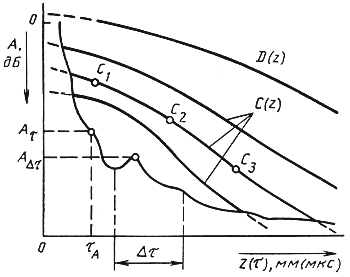 0
A, дБ
D(z)
C₁
C₂
C(z)
C₃
Aτ
AΔτ
0
τA
Δτ
z(τ), мм(мкс)